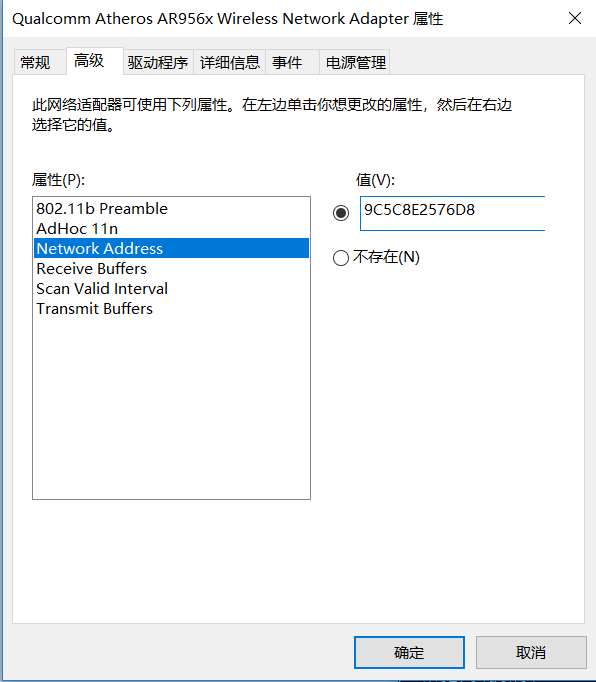 Qualcomm Atheros AR956x Wireless Network Adapter 属性
常规 高级 驱动程序 详细信息 事件 电源管理
此网络适配器可使用下列属性。在左边单击你想更改的属性，然后在右边
选择它的值。
属性(P):
值(V):
802.11b Preamble
AdHoc 11n
Network Address
Receive Buffers
Scan Valid Interval
Transmit Buffers
9C5C8E2576D8
不存在(N)
确定
取消